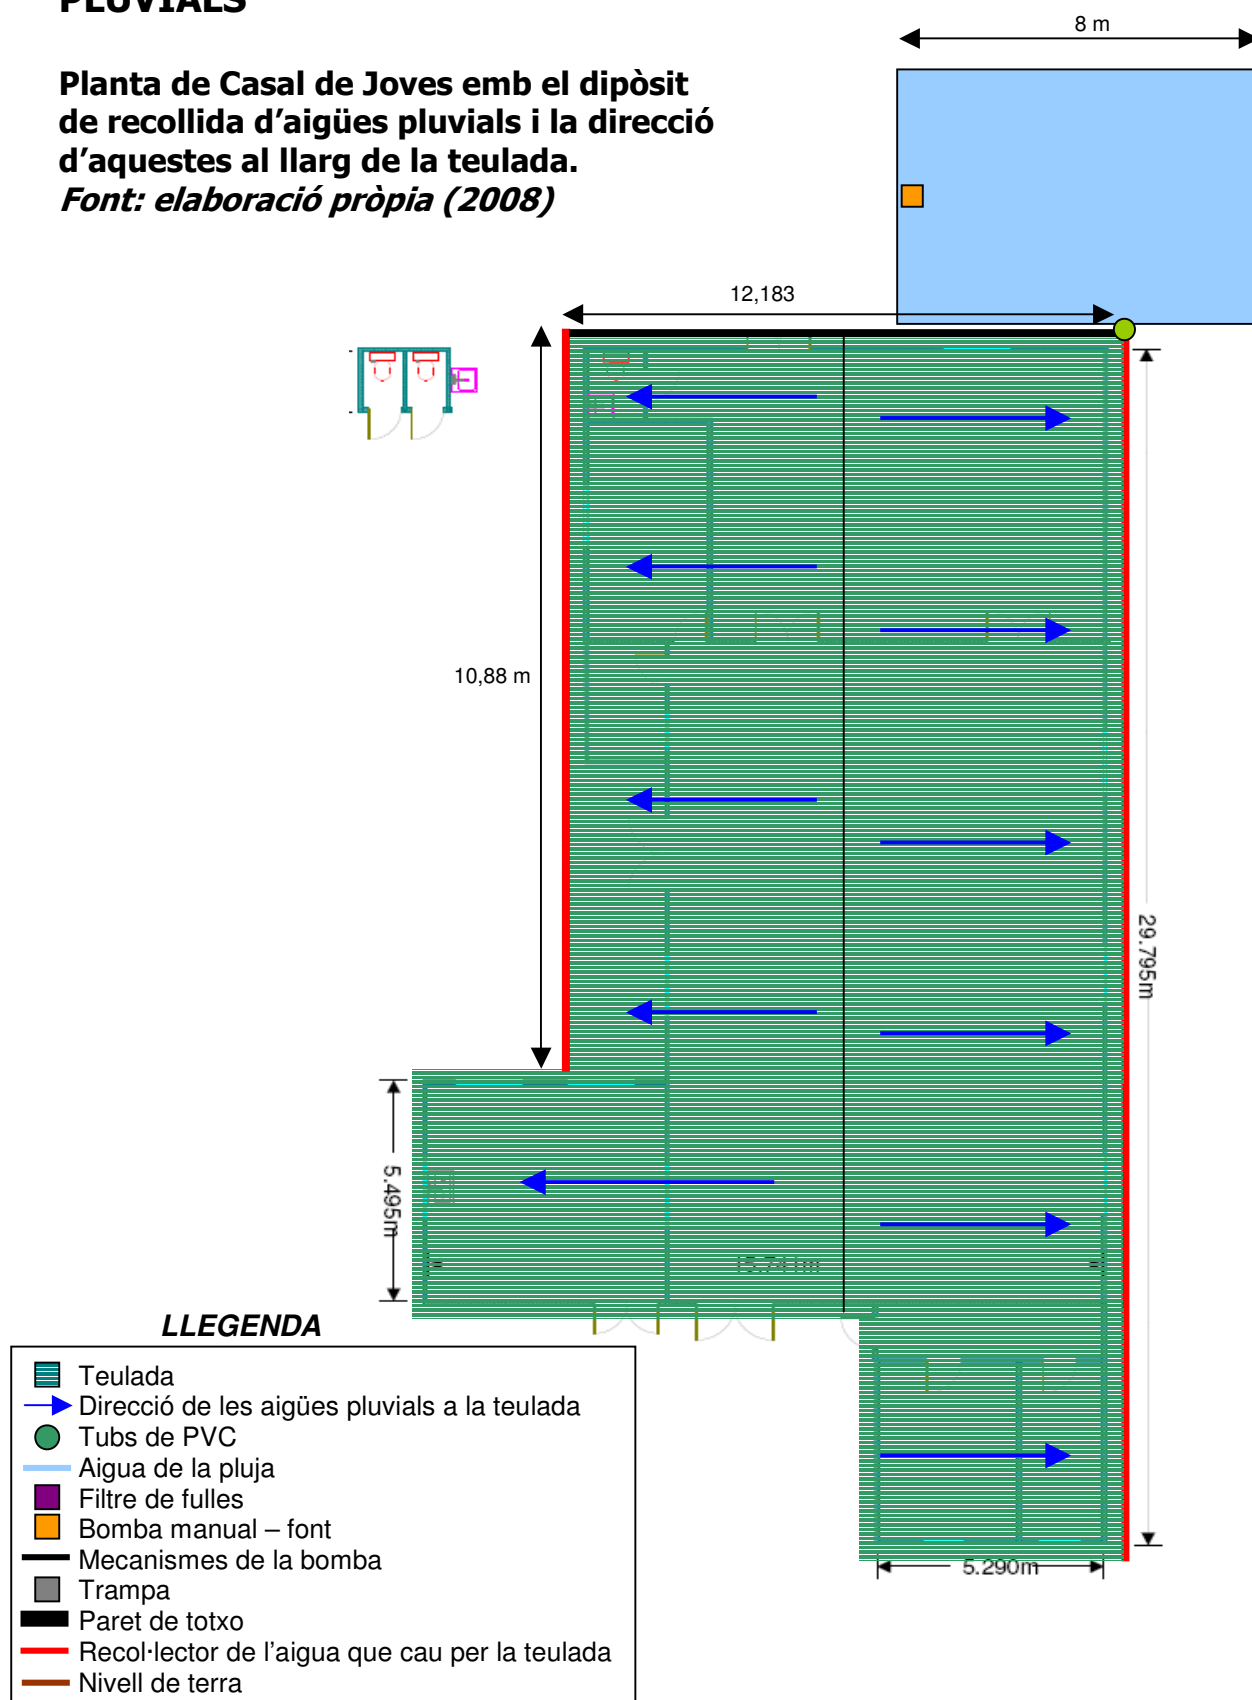 PLUVIALS
Planta de Casal de Joves emb el dipòsit
de recollida d’aigües pluvials i la direcció
d’aquestes al llarg de la teulada.
Font: elaboració pròpia (2008)
8 m
12,183
10,88 m
29.795m
5.495m
5.290m
LLEGENDA
Teulada
Direcció de les aigües pluvials a la teulada
Tubs de PVC
Aigua de la pluja
Filtre de fulles
Bomba manual – font
Mecanismes de la bomba
Trampa
Paret de totxo
Recol·lector de l’aigua que cau per la teulada
Nivell de terra